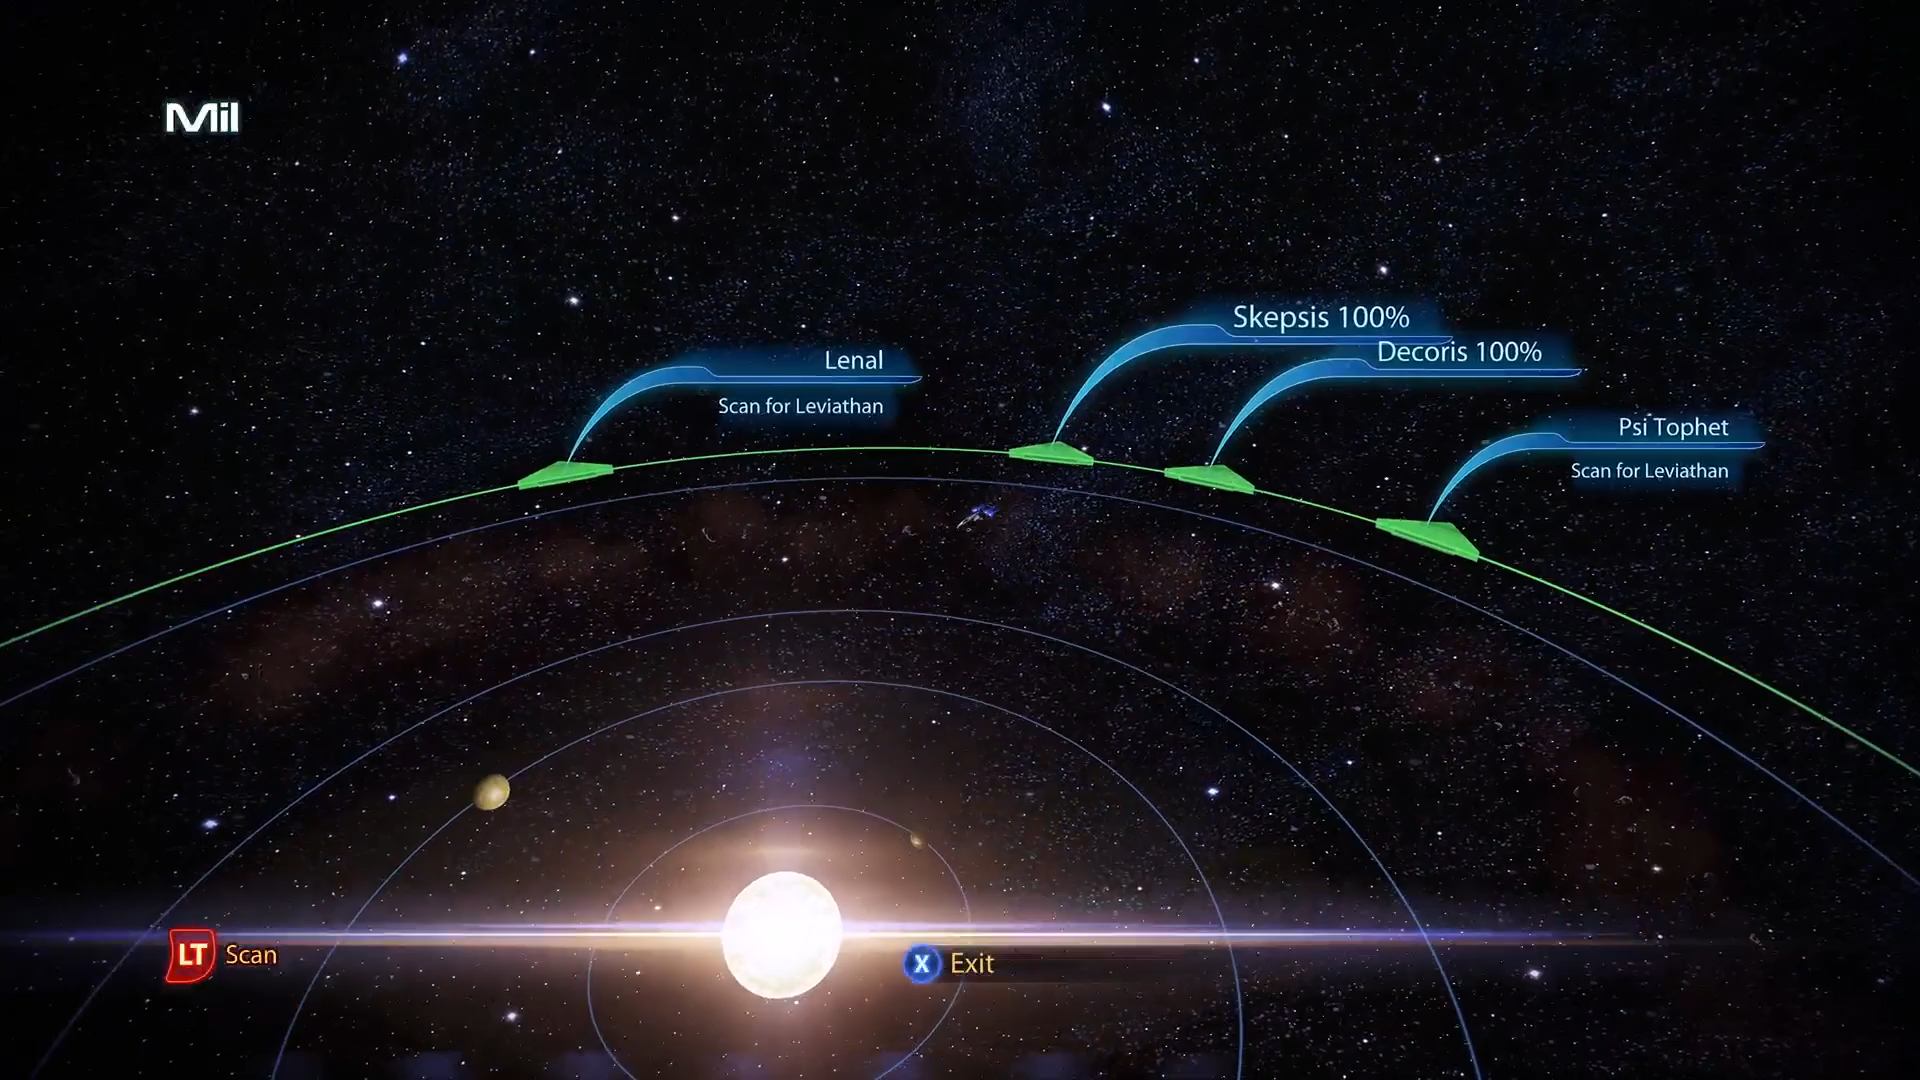 Mil
Skepsis 100%
Decoris 100%
Lenal
Scan for Leviathan
Psi Tophet
Scan for Leviathan
LT Scan
X Exit